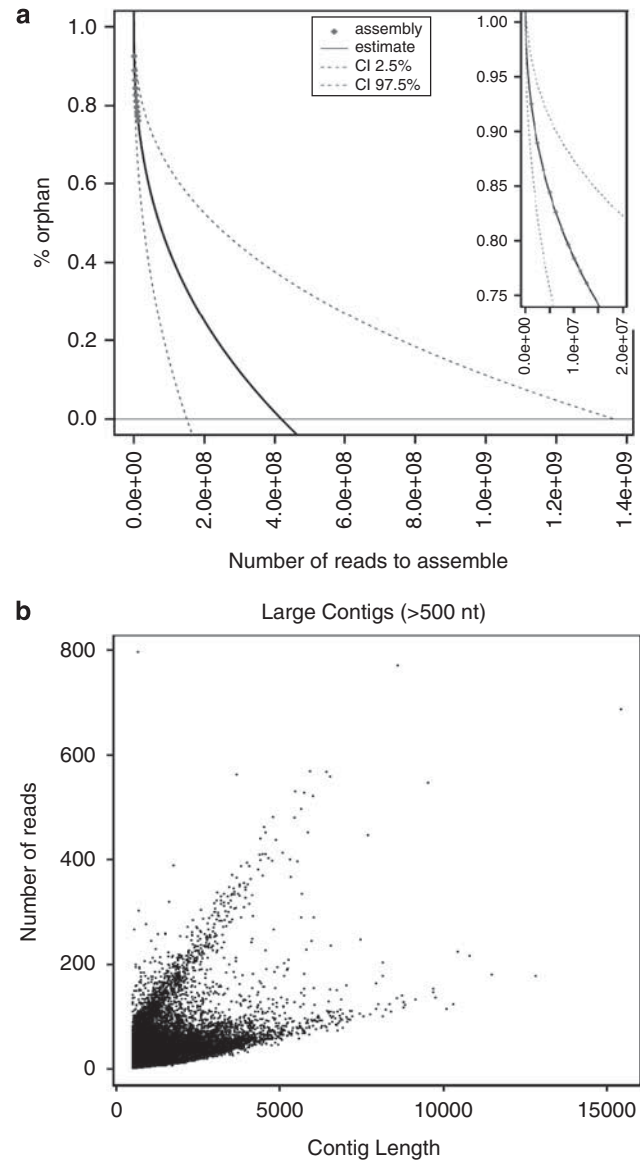 a
assembly
estimate
CI 2.5%
CI 97.5%
1.0
0.8
0.6
0.4
0.2
0.0
% orphan
1.00
0.95
0.90
0.85
0.80
0.75
0.0e+00
1.0e+07
2.0e+07
0.0e+00
2.0e+08
4.0e+08
6.0e+08
8.0e+08
1.0e+09
1.2e+09
1.4e+09
Number of reads to assemble
b
Large Contigs (>500 nt)
800
600
400
200
0
Number of reads
0
5000
10000
15000
Contig Length